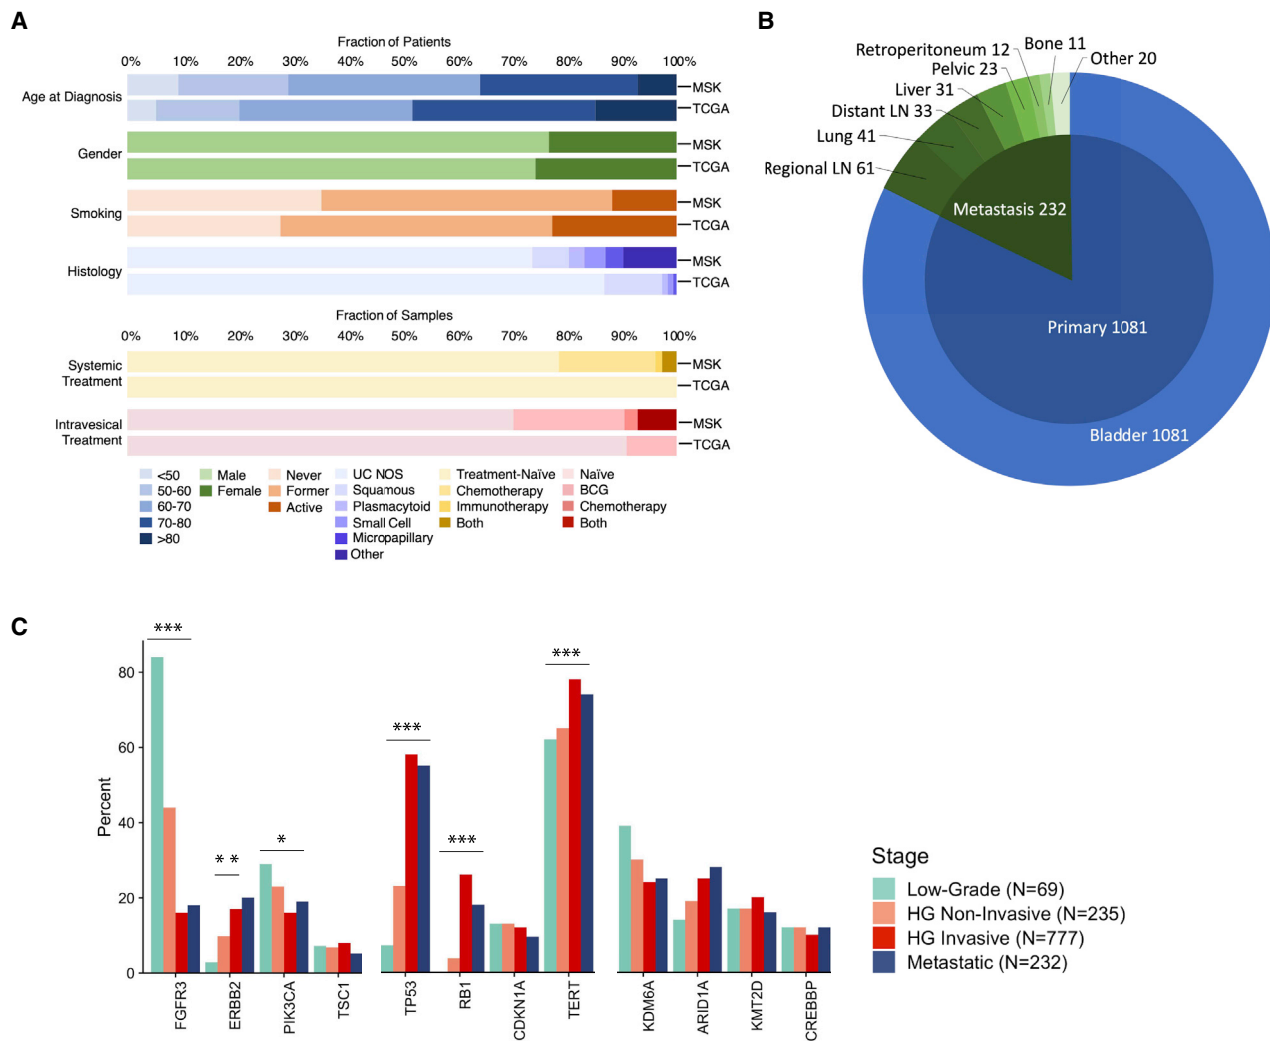 A
Fraction of Patients
0% 10% 20% 30% 40% 50% 60% 70% 80% 90% 100%
Age at Diagnosis
MSK
TCGA
Gender
MSK
TCGA
Smoking
MSK
TCGA
Histology
MSK
TCGA
Fraction of Samples
0% 10% 20% 30% 40% 50% 60% 70% 80% 90% 100%
Systemic
Treatment
MSK
TCGA
Intravesical
Treatment
MSK
TCGA
<50
50-60
60-70
70-80
>80
Male
Female
Never
Former
Active
UC NOS
Squamous
Plasmacytoid
Small Cell
Micropapillary
Other
Treatment-Naïve
Chemotherapy
Immunotherapy
Both
Naïve
BCG
Chemotherapy
Both
B
Retroperitoneum 12
Bone 11
Other 20
Pelvic 23
Liver 31
Distant LN 33
Lung 41
Regional LN 61
Metastasis 232
Primary 1081
Bladder 1081
C
Percent
80
60
40
20
0
***
* *
*
***
***
***
FGFR3
ERBB2
PIK3CA
TSC1
TP53
RB1
CDKN1A
TERT
KDM6A
ARID1A
KMT2D
CREBBP
Stage
Low-Grade (N=69)
HG Non-Invasive (N=235)
HG Invasive (N=777)
Metastatic (N=232)